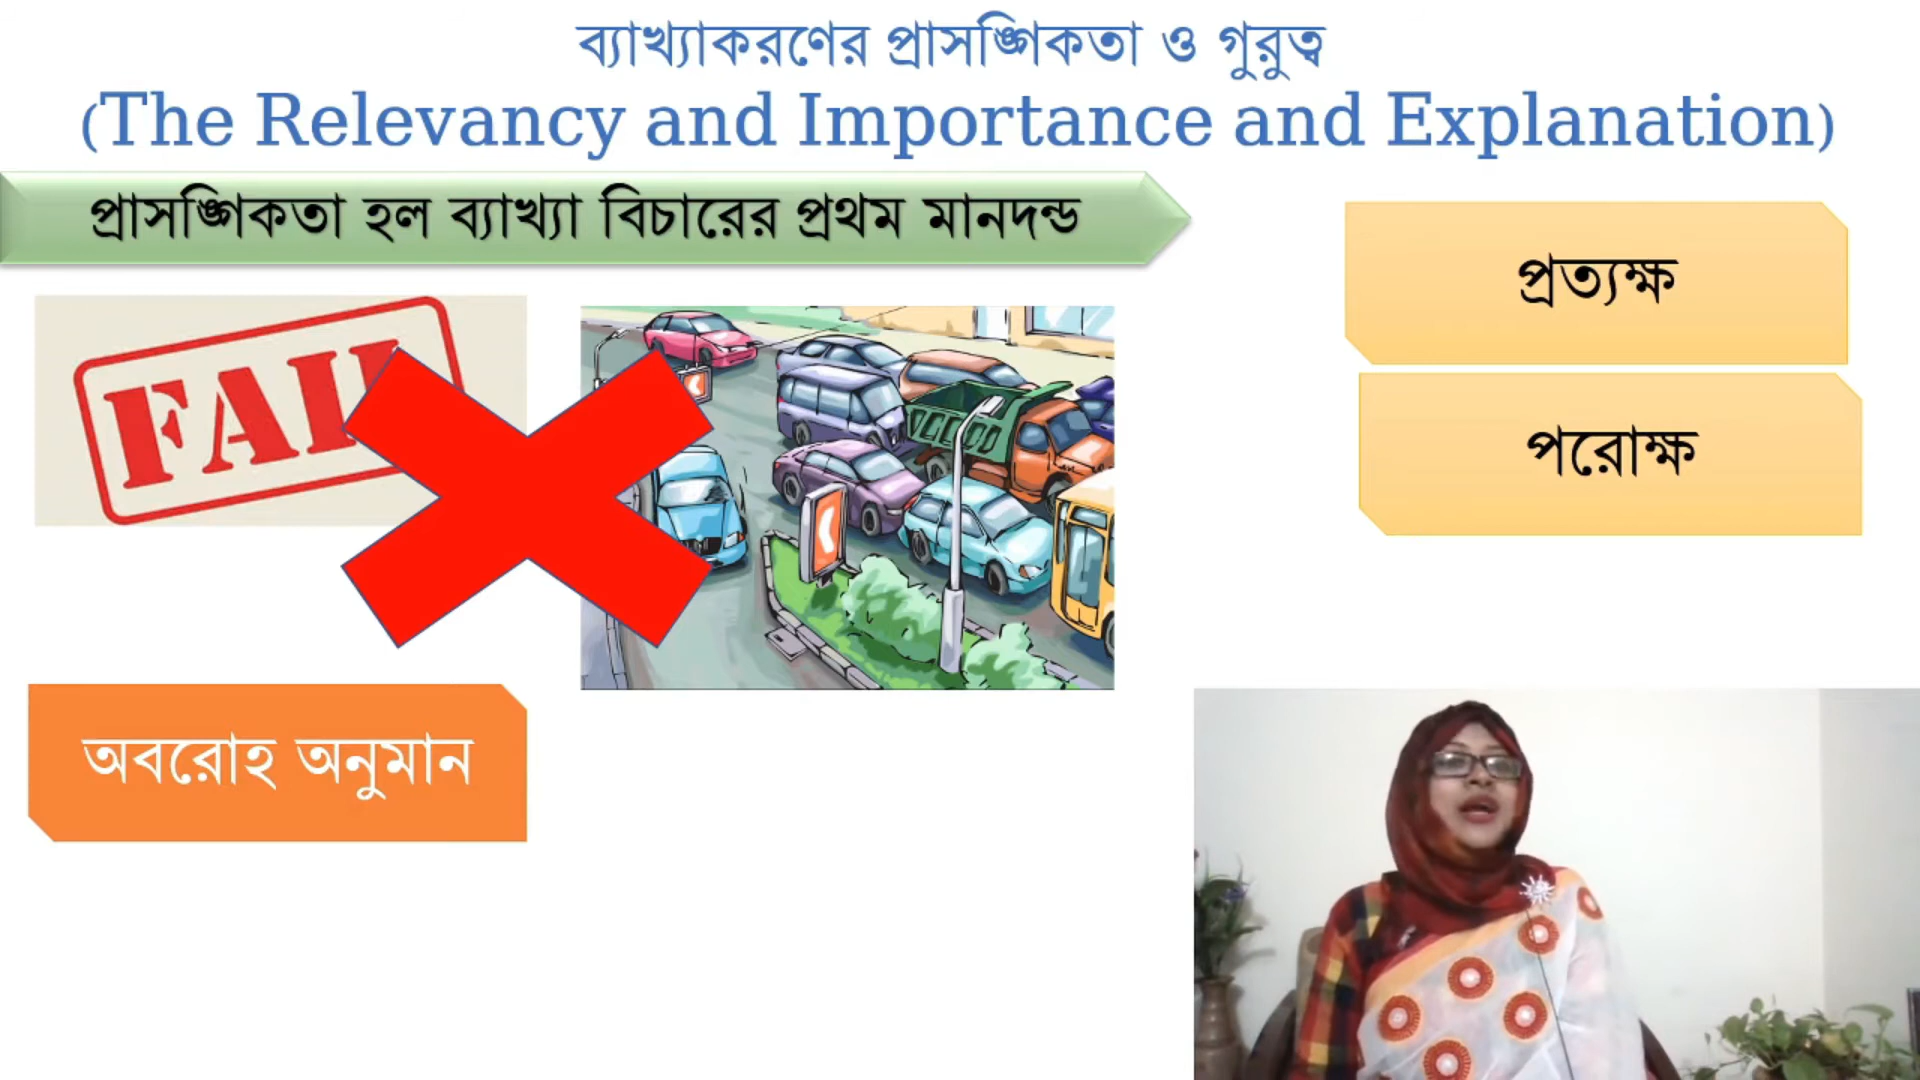 ব্যাখ্যাকরণের প্রাসঙ্গিকতা ও গুরুত্ব
(The Relevancy and Importance and Explanation)
প্রাসঙ্গিকতা হল ব্যাখ্যা বিচারের প্রথম মানদন্ড
প্রত্যক্ষ
পরোক্ষ
FAIL
অবরোহ অনুমান